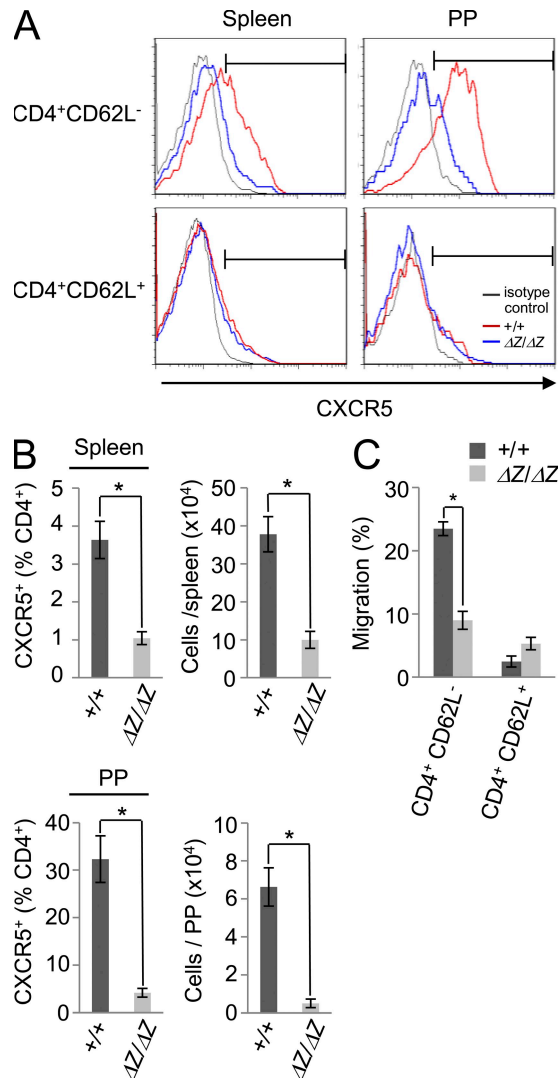 A
Spleen
PP
CD4⁺CD62L⁻
CD4⁺CD62L⁺
isotype
control
+/+
ΔZ/ΔZ
CXCR5
B
Spleen
CXCR5⁺ (% CD4⁺)
5
4
3
2
1
0
*
+/+
ΔZ/ΔZ
Cells /spleen (x10⁴)
50
40
30
20
10
0
*
+/+
ΔZ/ΔZ
C
+/+
ΔZ/ΔZ
Migration (%)
30
20
10
0
*
CD4⁺ CD62L⁻
CD4⁺ CD62L⁺
PP
CXCR5⁺ (% CD4⁺)
40
30
20
10
0
*
+/+
ΔZ/ΔZ
Cells / PP (x10⁴)
8
6
4
2
0
*
+/+
ΔZ/ΔZ